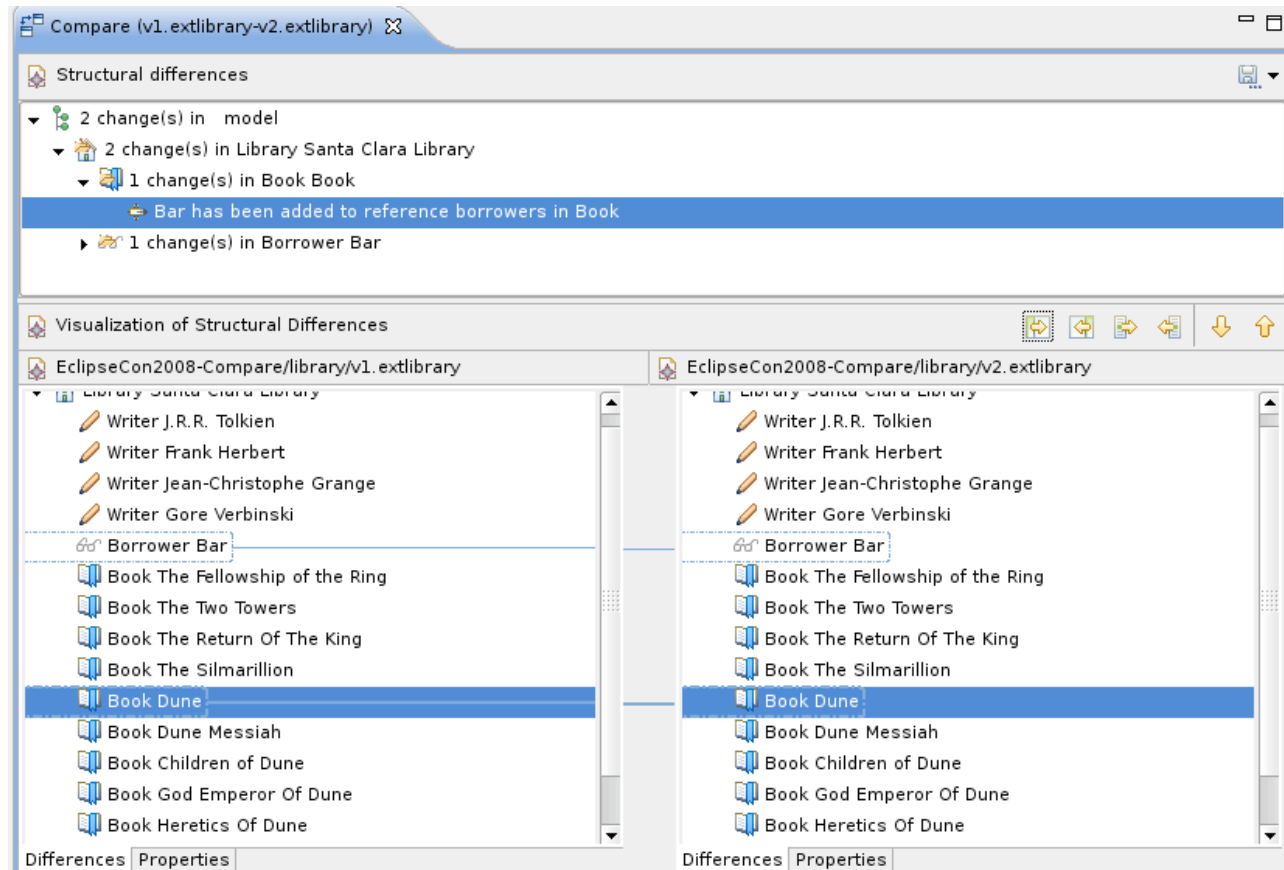 Compare (v1.extlibrary-v2.extlibrary)
Structural differences
2 change(s) in model
2 change(s) in Library Santa Clara Library
1 change(s) in Book Book
Bar has been added to reference borrowers in Book
1 change(s) in Borrower Bar
Visualization of Structural Differences
EclipseCon2008-Compare/library/v1.extlibrary
Library Santa Clara Library
Writer J.R.R. Tolkien
Writer Frank Herbert
Writer Jean-Christophe Grange
Writer Gore Verbinski
Borrower Bar
Book The Fellowship of the Ring
Book The Two Towers
Book The Return Of The King
Book The Silmarillion
Book Dune
Book Dune Messiah
Book Children of Dune
Book God Emperor Of Dune
Book Heretics Of Dune
Differences Properties
EclipseCon2008-Compare/library/v2.extlibrary
Library Santa Clara Library
Writer J.R.R. Tolkien
Writer Frank Herbert
Writer Jean-Christophe Grange
Writer Gore Verbinski
Borrower Bar
Book The Fellowship of the Ring
Book The Two Towers
Book The Return Of The King
Book The Silmarillion
Book Dune
Book Dune Messiah
Book Children of Dune
Book God Emperor Of Dune
Book Heretics Of Dune
Differences Properties